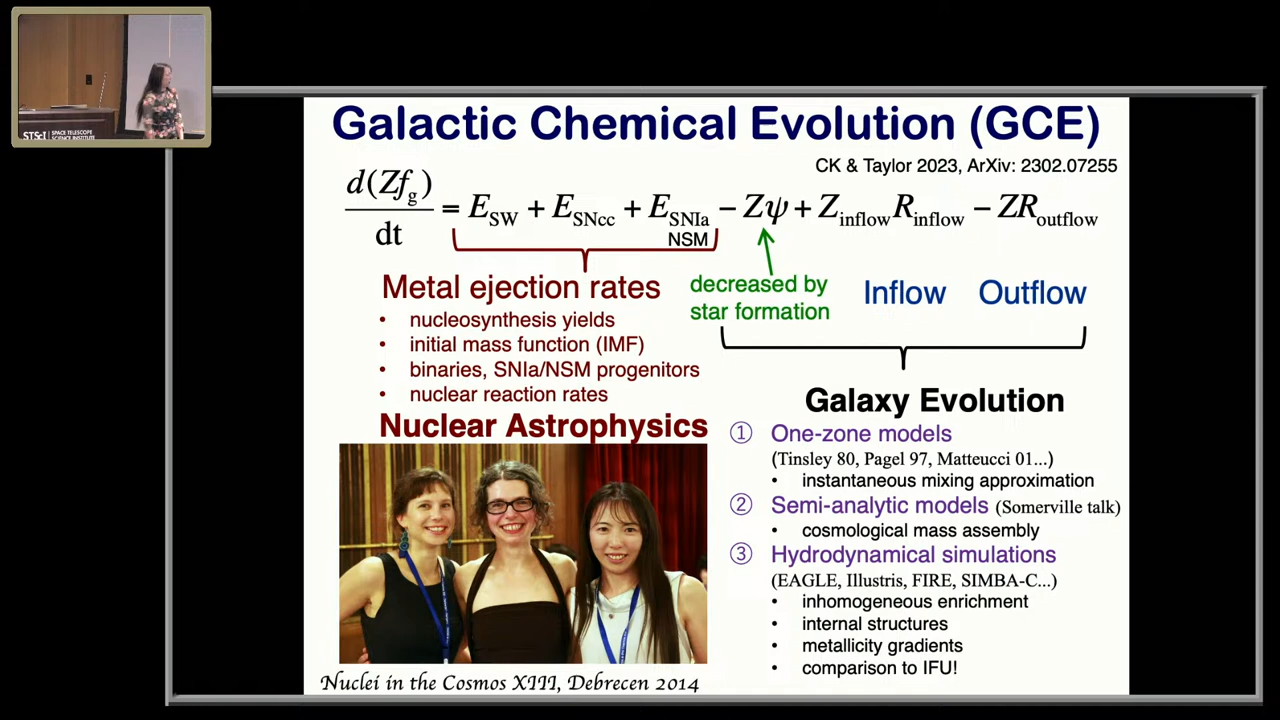 STScI | SPACE TELESCOPE
SCIENCE INSTITUTE
Galactic Chemical Evolution (GCE)
CK & Taylor 2023, ArXiv: 2302.07255
d(Zf_g)/dt = E_SW + E_SNcc + E_SNIa − Zψ + Z_inflow R_inflow − ZR_outflow
NSM
Metal ejection rates
• nucleosynthesis yields
• initial mass function (IMF)
• binaries, SNIa/NSM progenitors
• nuclear reaction rates
Nuclear Astrophysics
Nuclei in the Cosmos XIII, Debrecen 2014
decreased by
star formation
Inflow Outflow
Galaxy Evolution
① One-zone models
(Tinsley 80, Pagel 97, Matteucci 01...)
• instantaneous mixing approximation
② Semi-analytic models (Somerville talk)
• cosmological mass assembly
③ Hydrodynamical simulations
(EAGLE, Illustris, FIRE, SIMBA-C...)
• inhomogeneous enrichment
• internal structures
• metallicity gradients
• comparison to IFU!